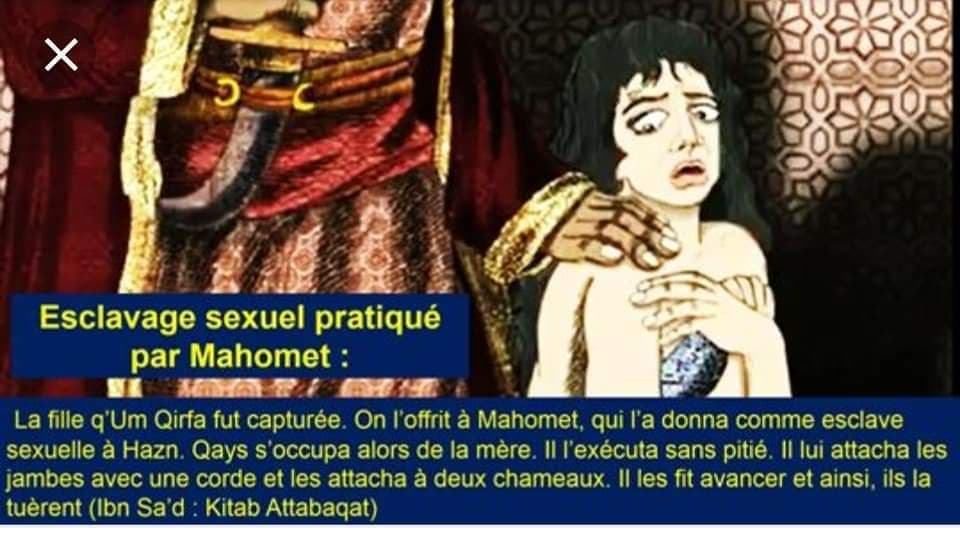 Esclavage sexuel pratiqué
par Mahomet :
La fille q'Um Qirfa fut capturée. On l'offrit à Mahomet, qui l'a donna comme esclave
sexuelle à Hazn. Qays s'occupa alors de la mère. Il l'exécuta sans pitié. Il lui attacha les
jambes avec une corde et les attacha à deux chameaux. Il les fit avancer et ainsi, ils la
tuèrent (Ibn Sa'd : Kitab Attabaqat)